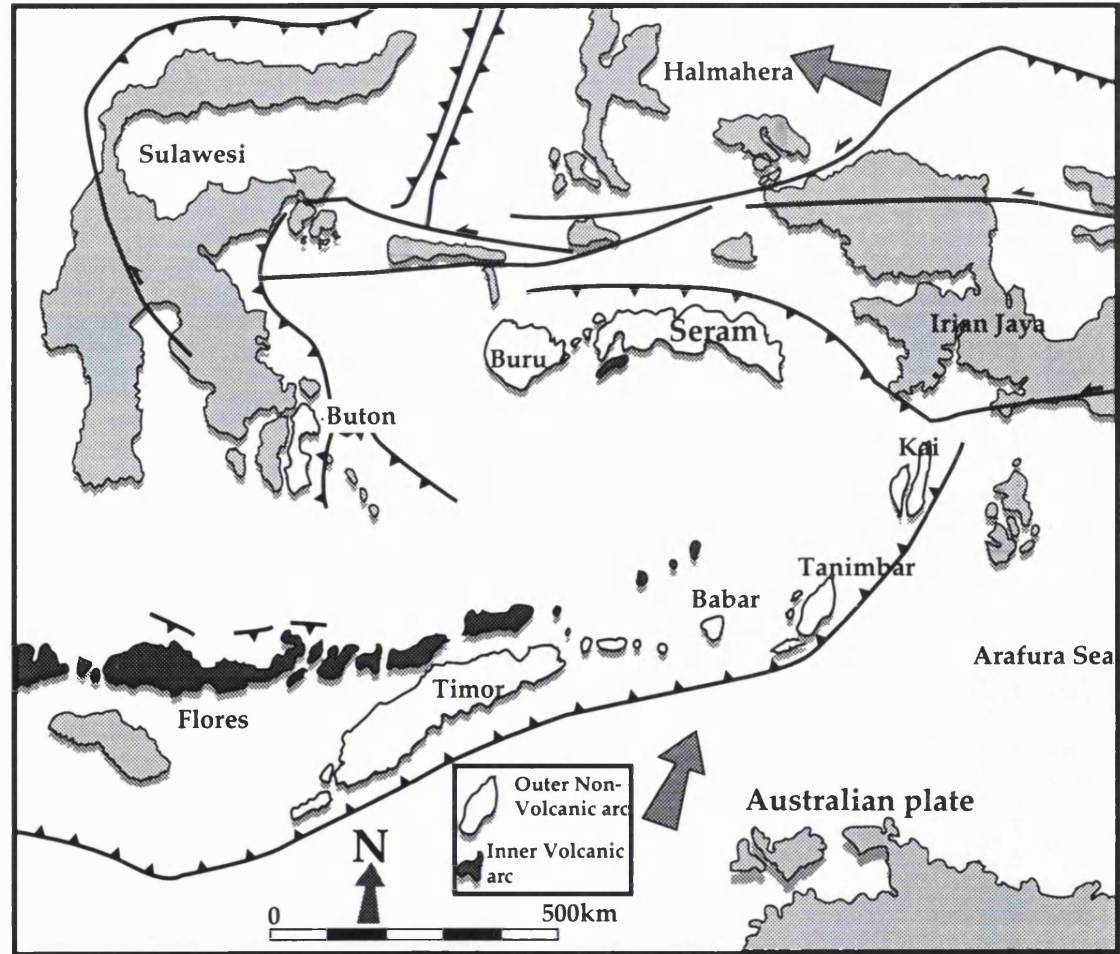 Halmahera
Sulawesi
Irian Jaya
Seram
Buru
Buton
Kai
Tanimbar
Babar
Arafura Sea
Timor
Flores
Outer Non-
Volcanic arc
Inner Volcanic
arc
Australian plate
N
0
500km